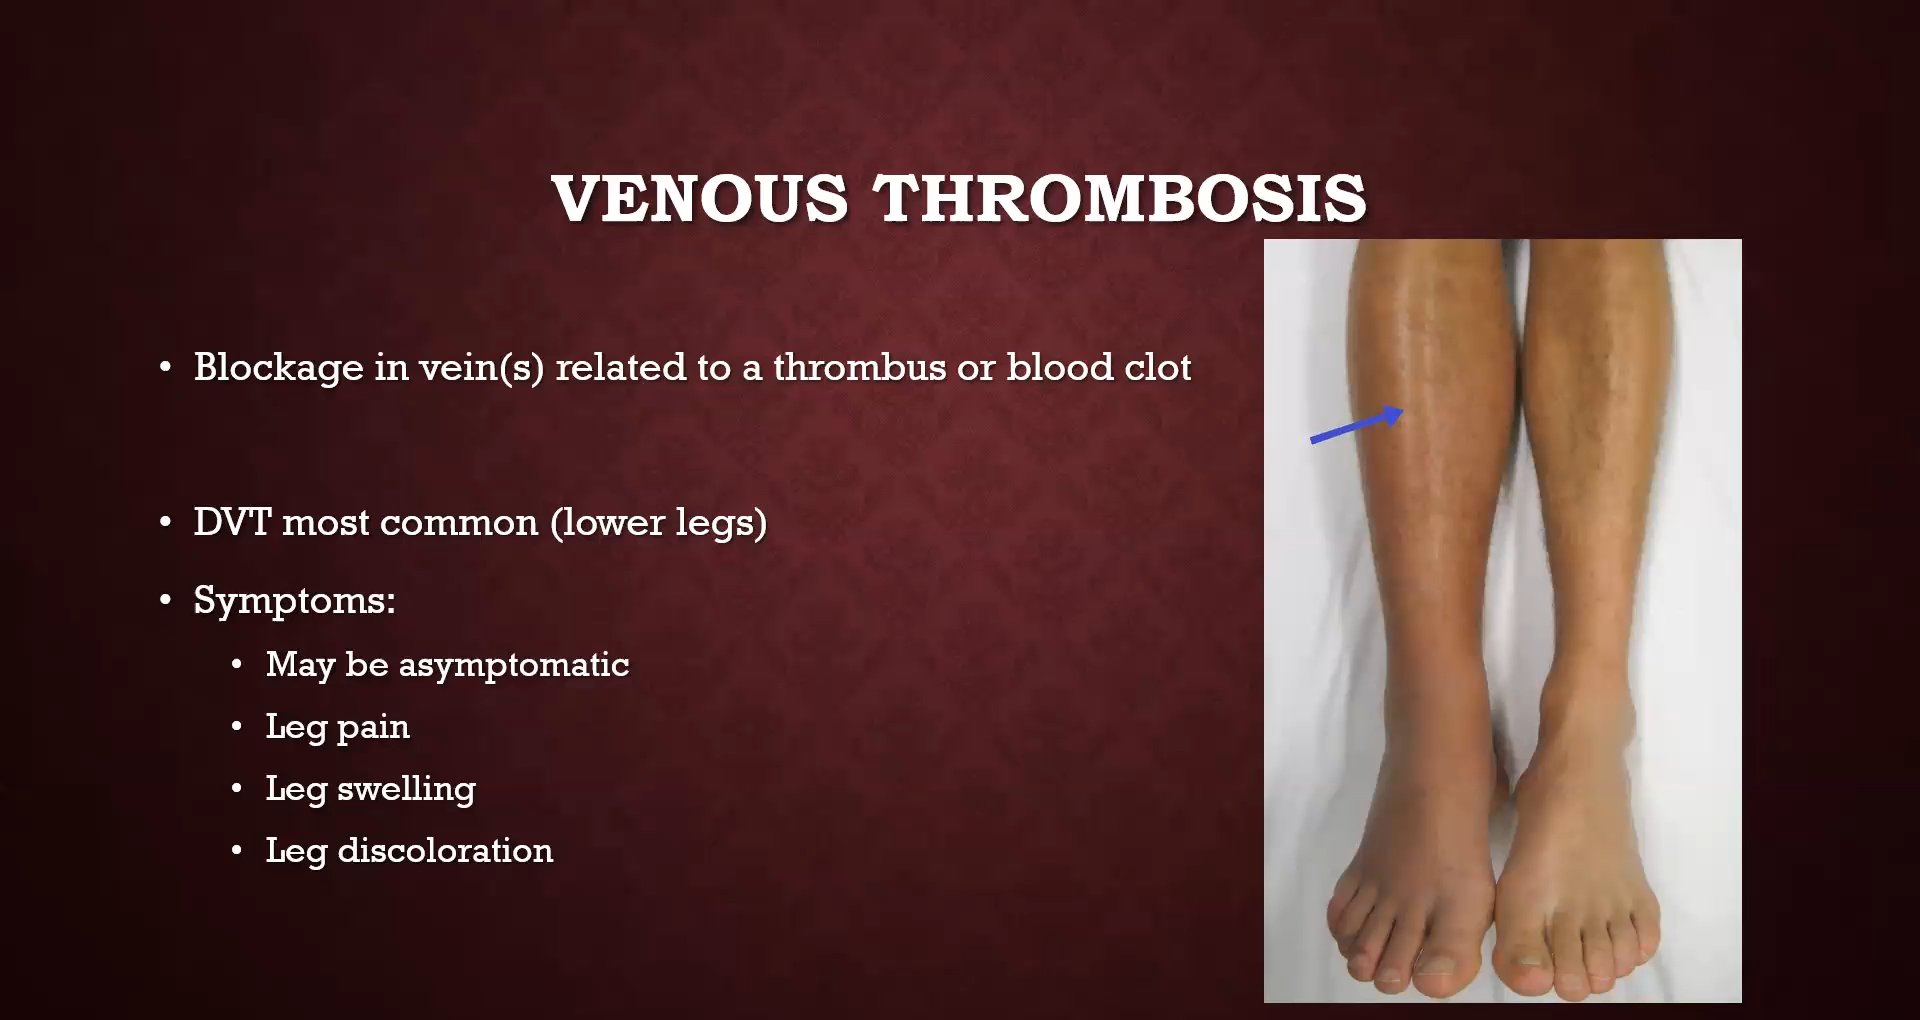 VENOUS THROMBOSIS
• Blockage in vein(s) related to a thrombus or blood clot
• DVT most common (lower legs)
• Symptoms:
• May be asymptomatic
• Leg pain
• Leg swelling
• Leg discoloration